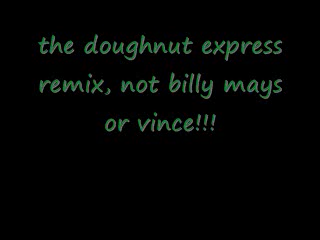 the doughnut express
remix, not billy mays
or vince!!!